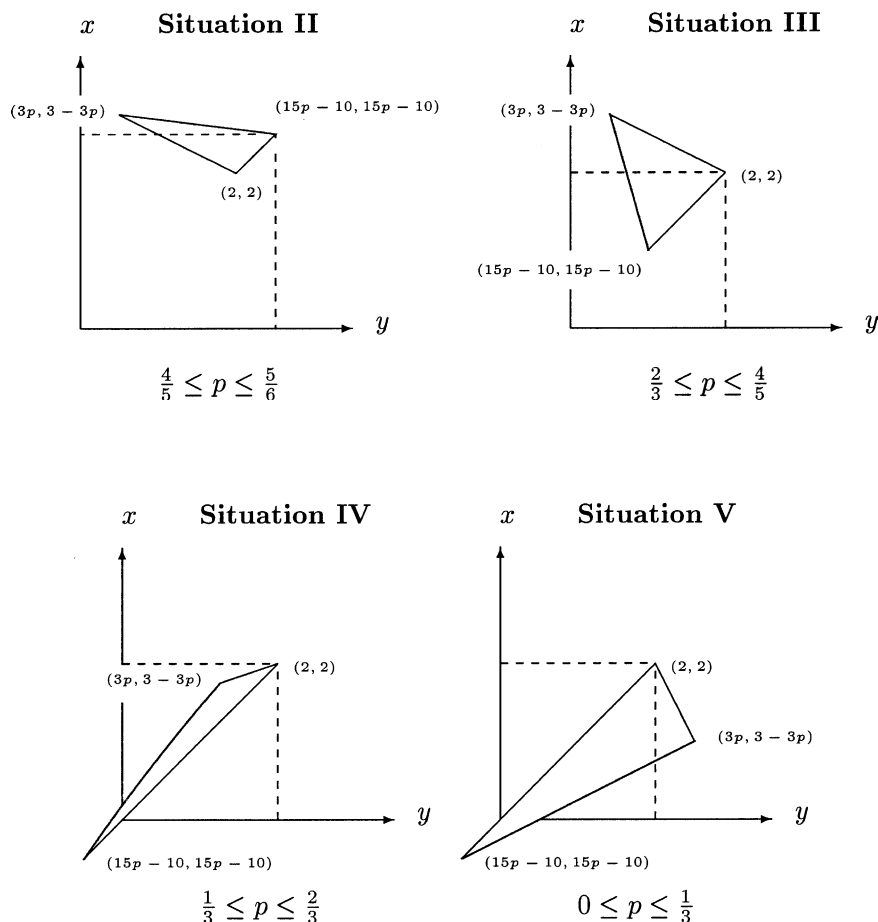 Situation II
x
(3p, 3 − 3p)
(15p − 10, 15p − 10)
(2, 2)
y
4/5 ≤ p ≤ 5/6
Situation III
x
(3p, 3 − 3p)
(2, 2)
(15p − 10, 15p − 10)
y
2/3 ≤ p ≤ 4/5
Situation IV
x
(2, 2)
(3p, 3 − 3p)
y
(15p − 10, 15p − 10)
1/3 ≤ p ≤ 2/3
Situation V
x
(2, 2)
(3p, 3 − 3p)
y
(15p − 10, 15p − 10)
0 ≤ p ≤ 1/3